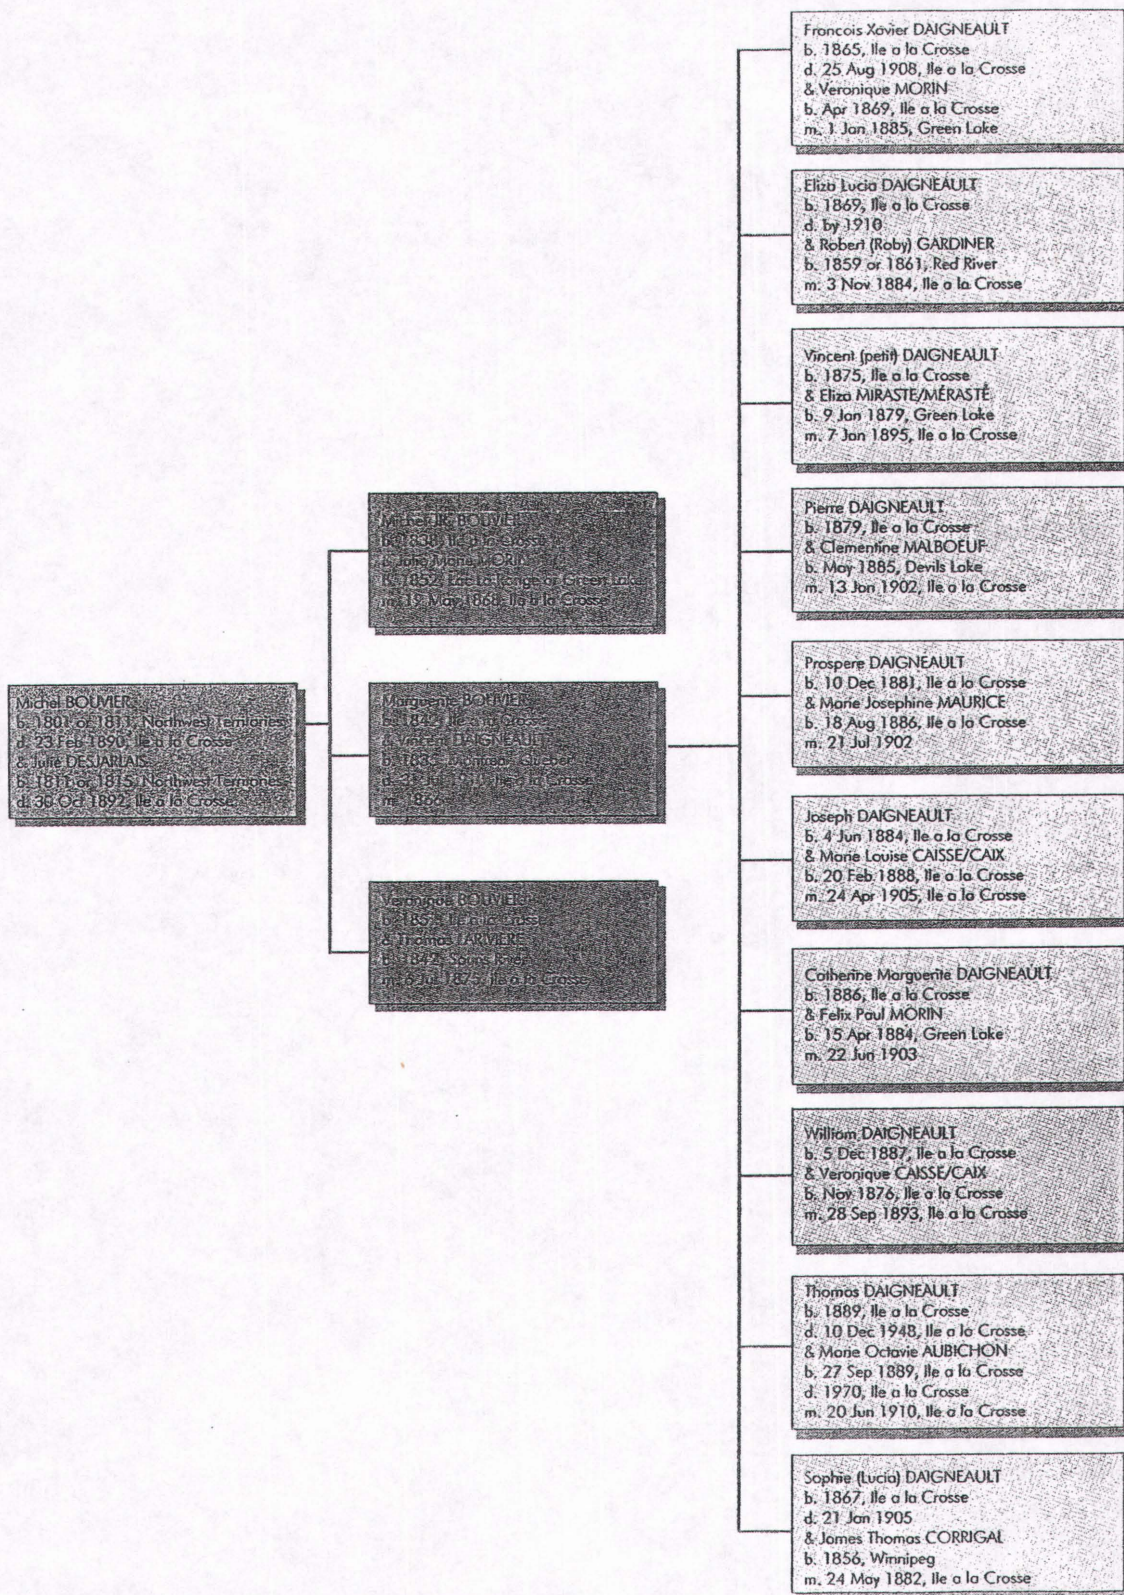 Michel BOUVIER
b. 1801 or 1811, Northwest Territories
d. 23 Feb 1890, Ile a la Crosse
& Julie DESJARLAIS
b. 1811 or 1815, Northwest Territories
d. 30 Oct 1892, Ile a la Crosse
Michel JR. BOUVIER
b. 1838, Ile a la Crosse
& Julie Marie MORIN
b. 1852, Lac La Ronge or Green Lake
m. 19 May 1868, Ile a la Crosse
Marguerite BOUVIER
b. 1842, Ile a la Crosse
& Vincent DAIGNEAULT
b. 1835, Montreal, Quebec
d. Jul Ile a la Crosse
m. 1866
Veronique BOUVIER
b. Ile a la Crosse
& Thomas LARIVIERE
b. 1842, Souris River
m. 6 Jul 1875, Ile a la Crosse
Francois Xavier DAIGNEAULT
b. 1865, Ile a la Crosse
d. 25 Aug 1908, Ile a la Crosse
& Veronique MORIN
b. Apr 1869, Ile a la Crosse
m. 1 Jan 1885, Green Lake
Eliza Lucia DAIGNEAULT
b. 1869, Ile a la Crosse
d. by 1910
& Robert (Roby) GARDINER
b. 1859 or 1861, Red River
m. 3 Nov 1884, Ile a la Crosse
Vincent (petit) DAIGNEAULT
b. 1875, Ile a la Crosse
& Eliza MIRASTE/MÉRASTÉ
b. 9 Jan 1879, Green Lake
m. 7 Jan 1895, Ile a la Crosse
Pierre DAIGNEAULT
b. 1879, Ile a la Crosse
& Clementine MALBOEUF
b. May 1885, Devils Lake
m. 13 Jan 1902, Ile a la Crosse
Prospere DAIGNEAULT
b. 10 Dec 1881, Ile a la Crosse
& Marie Josephine MAURICE
b. 18 Aug 1886, Ile a la Crosse
m. 21 Jul 1902
Joseph DAIGNEAULT
b. 4 Jun 1884, Ile a la Crosse
& Marie Louise CAISSE/CAIX
b. 20 Feb 1888, Ile a la Crosse
m. 24 Apr 1905, Ile a la Crosse
Catherine Marguerite DAIGNEAULT
b. 1886, Ile a la Crosse
& Felix Paul MORIN
b. 15 Apr 1884, Green Lake
m. 22 Jun 1903
William DAIGNEAULT
b. 5 Dec 1887, Ile a la Crosse
& Veronique CAISSE/CAIX
b. Nov 1876, Ile a la Crosse
m. 28 Sep 1893, Ile a la Crosse
Thomas DAIGNEAULT
b. 1889, Ile a la Crosse
d. 10 Dec 1948, Ile a la Crosse
& Marie Octavie AUBICHON
b. 27 Sep 1889, Ile a la Crosse
d. 1970, Ile a la Crosse
m. 20 Jun 1910, Ile a la Crosse
Sophie (Lucia) DAIGNEAULT
b. 1867, Ile a la Crosse
d. 21 Jan 1905
& James Thomas CORRIGAL
b. 1856, Winnipeg
m. 24 May 1882, Ile a la Crosse